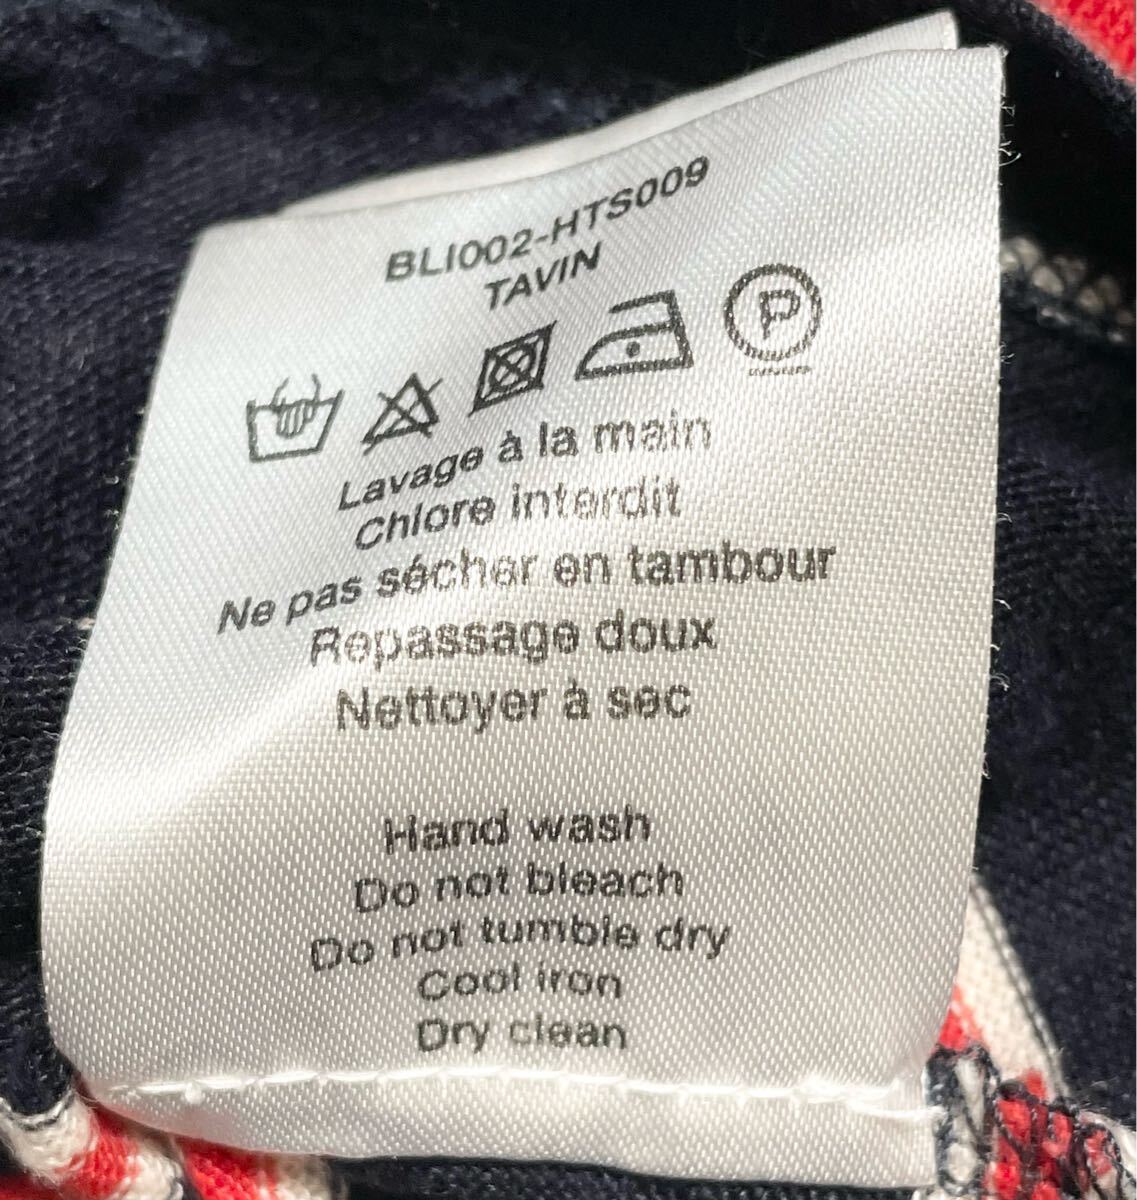 BLI002-HTS009
TAVIN
P
Lavage à la main
Chlore interdit
Ne pas sécher en tambour
Repassage doux
Nettoyer à sec
Hand wash
Do not bleach
Do not tumble dry
Cool iron
Dry clean